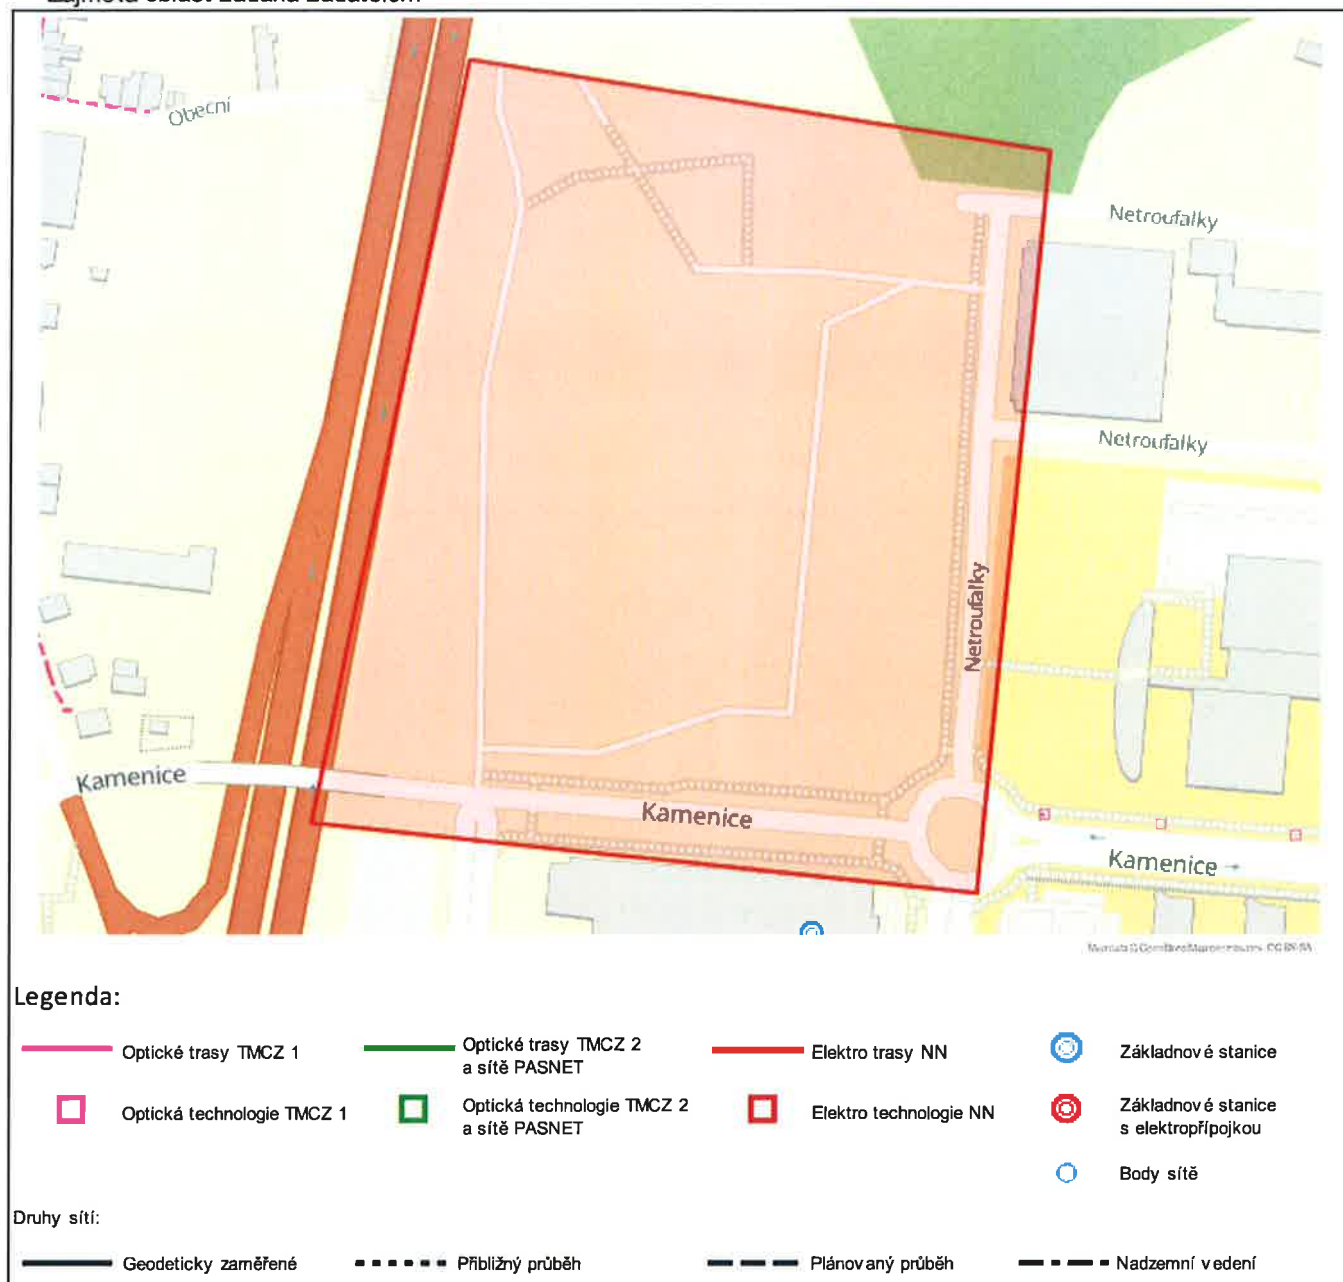 Obecní
Netroufalky
Netroufalky
Netroufalky
Kamenice
Kamenice
Kamenice
Legenda:
Optické trasy TMCZ 1
Optické trasy TMCZ 2
a sítě PASNET
Elektro trasy NN
Základnové stanice
Optická technologie TMCZ 1
Optická technologie TMCZ 2
a sítě PASNET
Elektro technologie NN
Základnové stanice
s elektropřípojkou
Body sítě
Druhy sítí:
Geodeticky zaměřené
Přibližný průběh
Plánovaný průběh
Nadzemní vedení